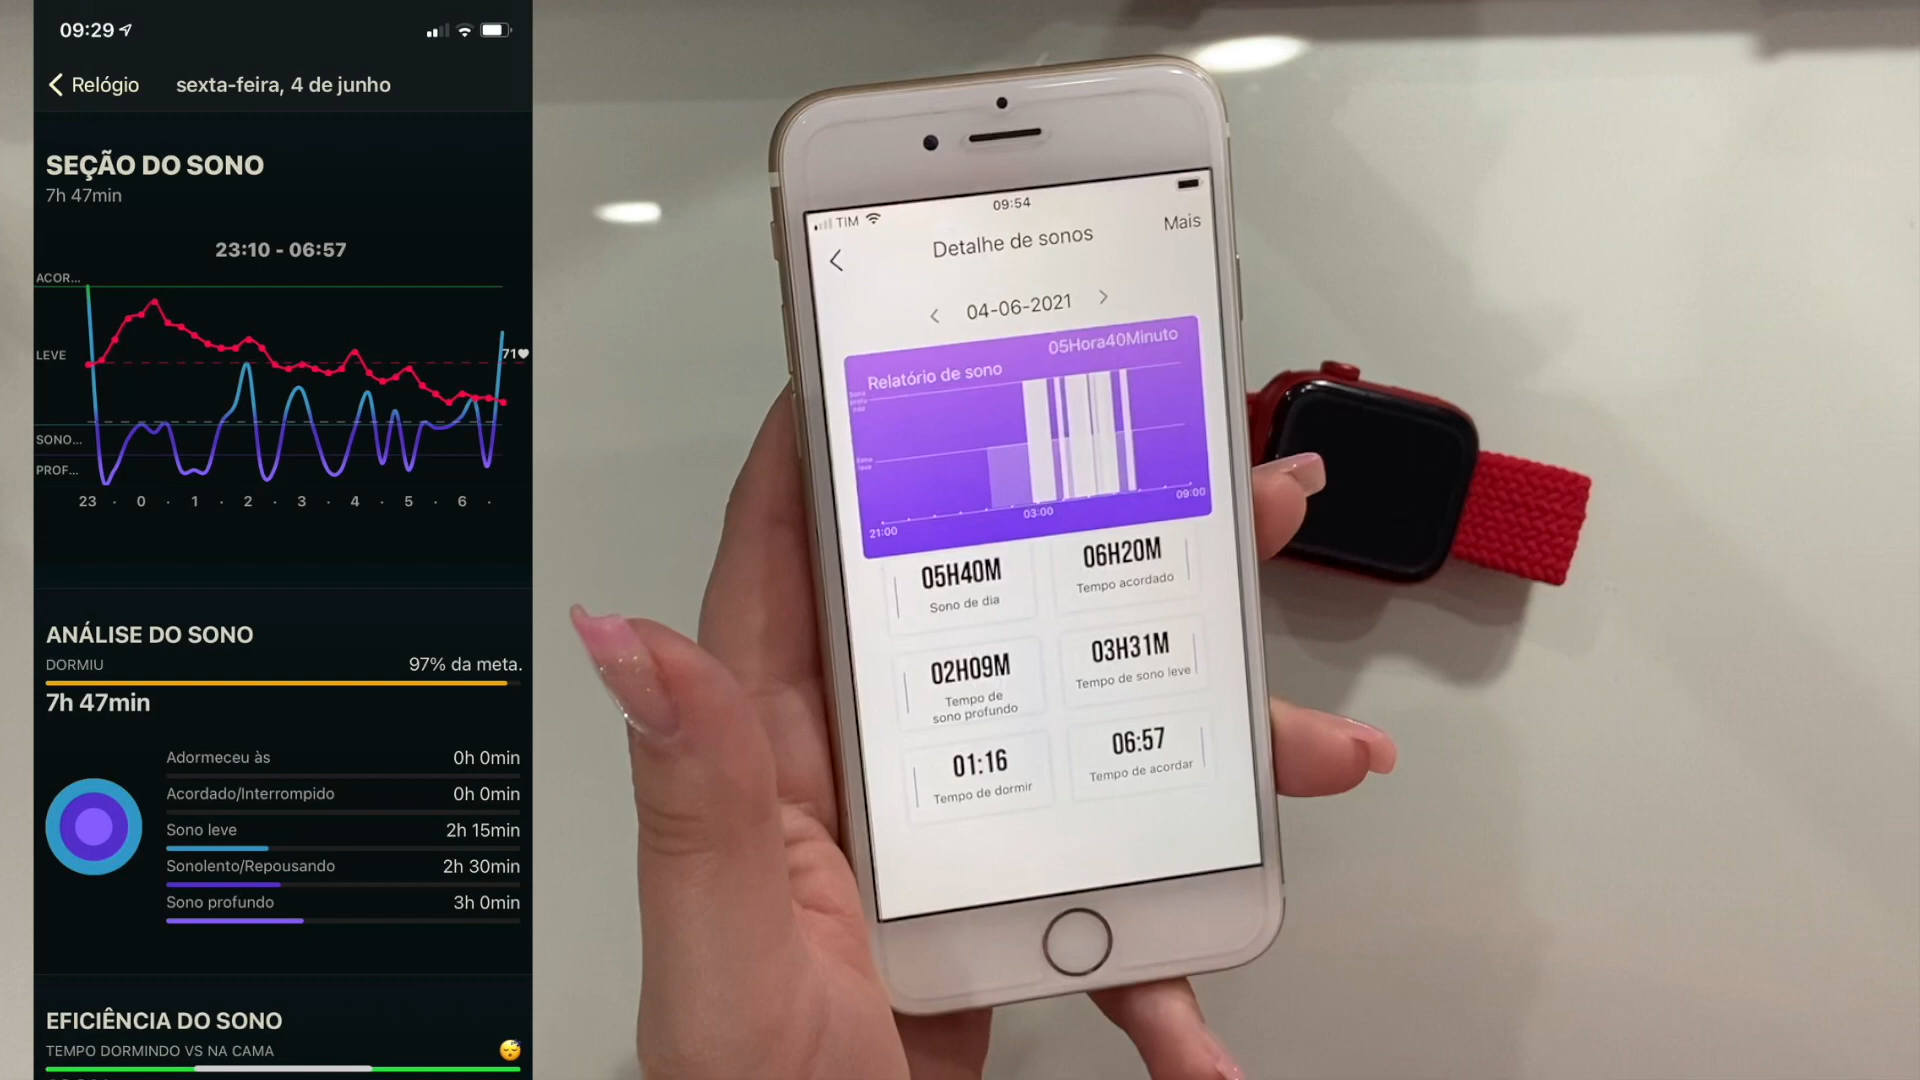 09:29
Relógio
sexta-feira, 4 de junho
SEÇÃO DO SONO
7h 47min
23:10 - 06:57
ACOR...
LEVE
71
SONO...
PROF...
23 · 0 · 1 · 2 · 3 · 4 · 5 · 6 ·
ANÁLISE DO SONO
DORMIU 97% da meta.
7h 47min
Adormeceu às 0h 0min
Acordado/Interrompido 0h 0min
Sono leve 2h 15min
Sonolento/Repousando 2h 30min
Sono profundo 3h 0min
EFICIÊNCIA DO SONO
TEMPO DORMINDO VS NA CAMA
TIM
09:54
Detalhe de sonos
Mais
04-06-2021
05Hora40Minuto
Relatório de sono
Sono leve
21:00
03:00
09:00
05H40M
Sono de dia
06H20M
Tempo acordado
02H09M
Tempo de
sono profundo
03H31M
Tempo de sono leve
01:16
Tempo de dormir
06:57
Tempo de acordar